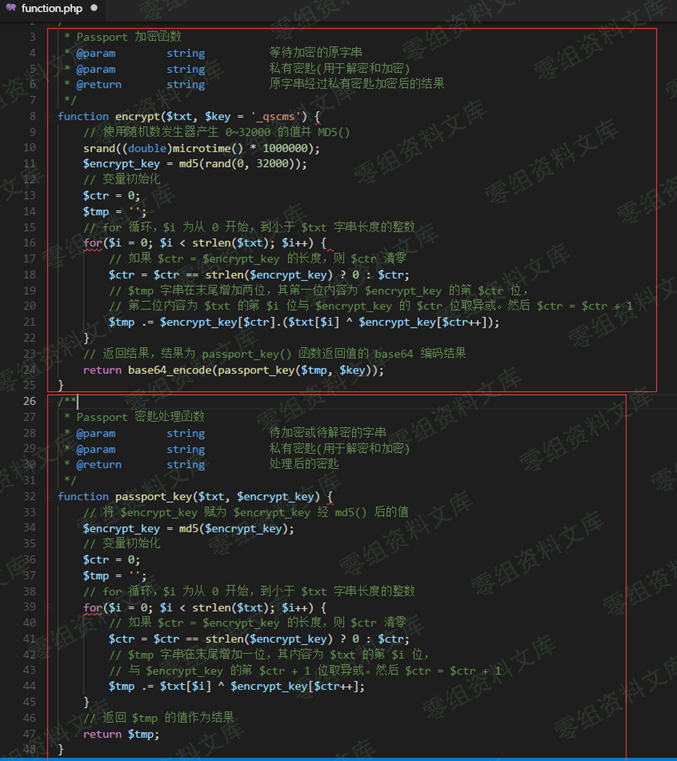 function.php
2 /**
3 * Passport 加密函数
4 * @param string 等待加密的原字串
5 * @param string 私有密匙(用于解密和加密)
6 * @return string 原字串经过私有密匙加密后的结果
7 */
8 function encrypt($txt, $key = '_qscms') {
9 // 使用随机数发生器产生 0~32000 的值并 MD5()
10 srand((double)microtime() * 1000000);
11 $encrypt_key = md5(rand(0, 32000));
12 // 变量初始化
13 $ctr = 0;
14 $tmp = '';
15 // for 循环,$i 为从 0 开始,到小于 $txt 字串长度的整数
16 for($i = 0; $i < strlen($txt); $i++) {
17 // 如果 $ctr = $encrypt_key 的长度,则 $ctr 清零
18 $ctr = $ctr == strlen($encrypt_key) ? 0 : $ctr;
19 // $tmp 字串在末尾增加两位,其第一位内容为 $encrypt_key 的第 $ctr 位,
20 // 第二位内容为 $txt 的第 $i 位与 $encrypt_key 的 $ctr 位取异或。然后 $ctr = $ctr + 1
21 $tmp .= $encrypt_key[$ctr].($txt[$i] ^ $encrypt_key[$ctr++]);
22 }
23 // 返回结果,结果为 passport_key() 函数返回值的 base64 编码结果
24 return base64_encode(passport_key($tmp, $key));
25 }
26 /**
27 * Passport 密匙处理函数
28 * @param string 待加密或待解密的字串
29 * @param string 私有密匙(用于解密和加密)
30 * @return string 处理后的密匙
31 */
32 function passport_key($txt, $encrypt_key) {
33 // 将 $encrypt_key 赋为 $encrypt_key 经 md5() 后的值
34 $encrypt_key = md5($encrypt_key);
35 // 变量初始化
36 $ctr = 0;
37 $tmp = '';
38 // for 循环,$i 为从 0 开始,到小于 $txt 字串长度的整数
39 for($i = 0; $i < strlen($txt); $i++) {
40 // 如果 $ctr = $encrypt_key 的长度,则 $ctr 清零
41 $ctr = $ctr == strlen($encrypt_key) ? 0 : $ctr;
42 // $tmp 字串在末尾增加一位,其内容为 $txt 的第 $i 位,
43 // 与 $encrypt_key 的第 $ctr + 1 位取异或。然后 $ctr = $ctr + 1
44 $tmp .= $txt[$i] ^ $encrypt_key[$ctr++];
45 }
46 // 返回 $tmp 的值作为结果
47 return $tmp;
48 }
零组资料文库